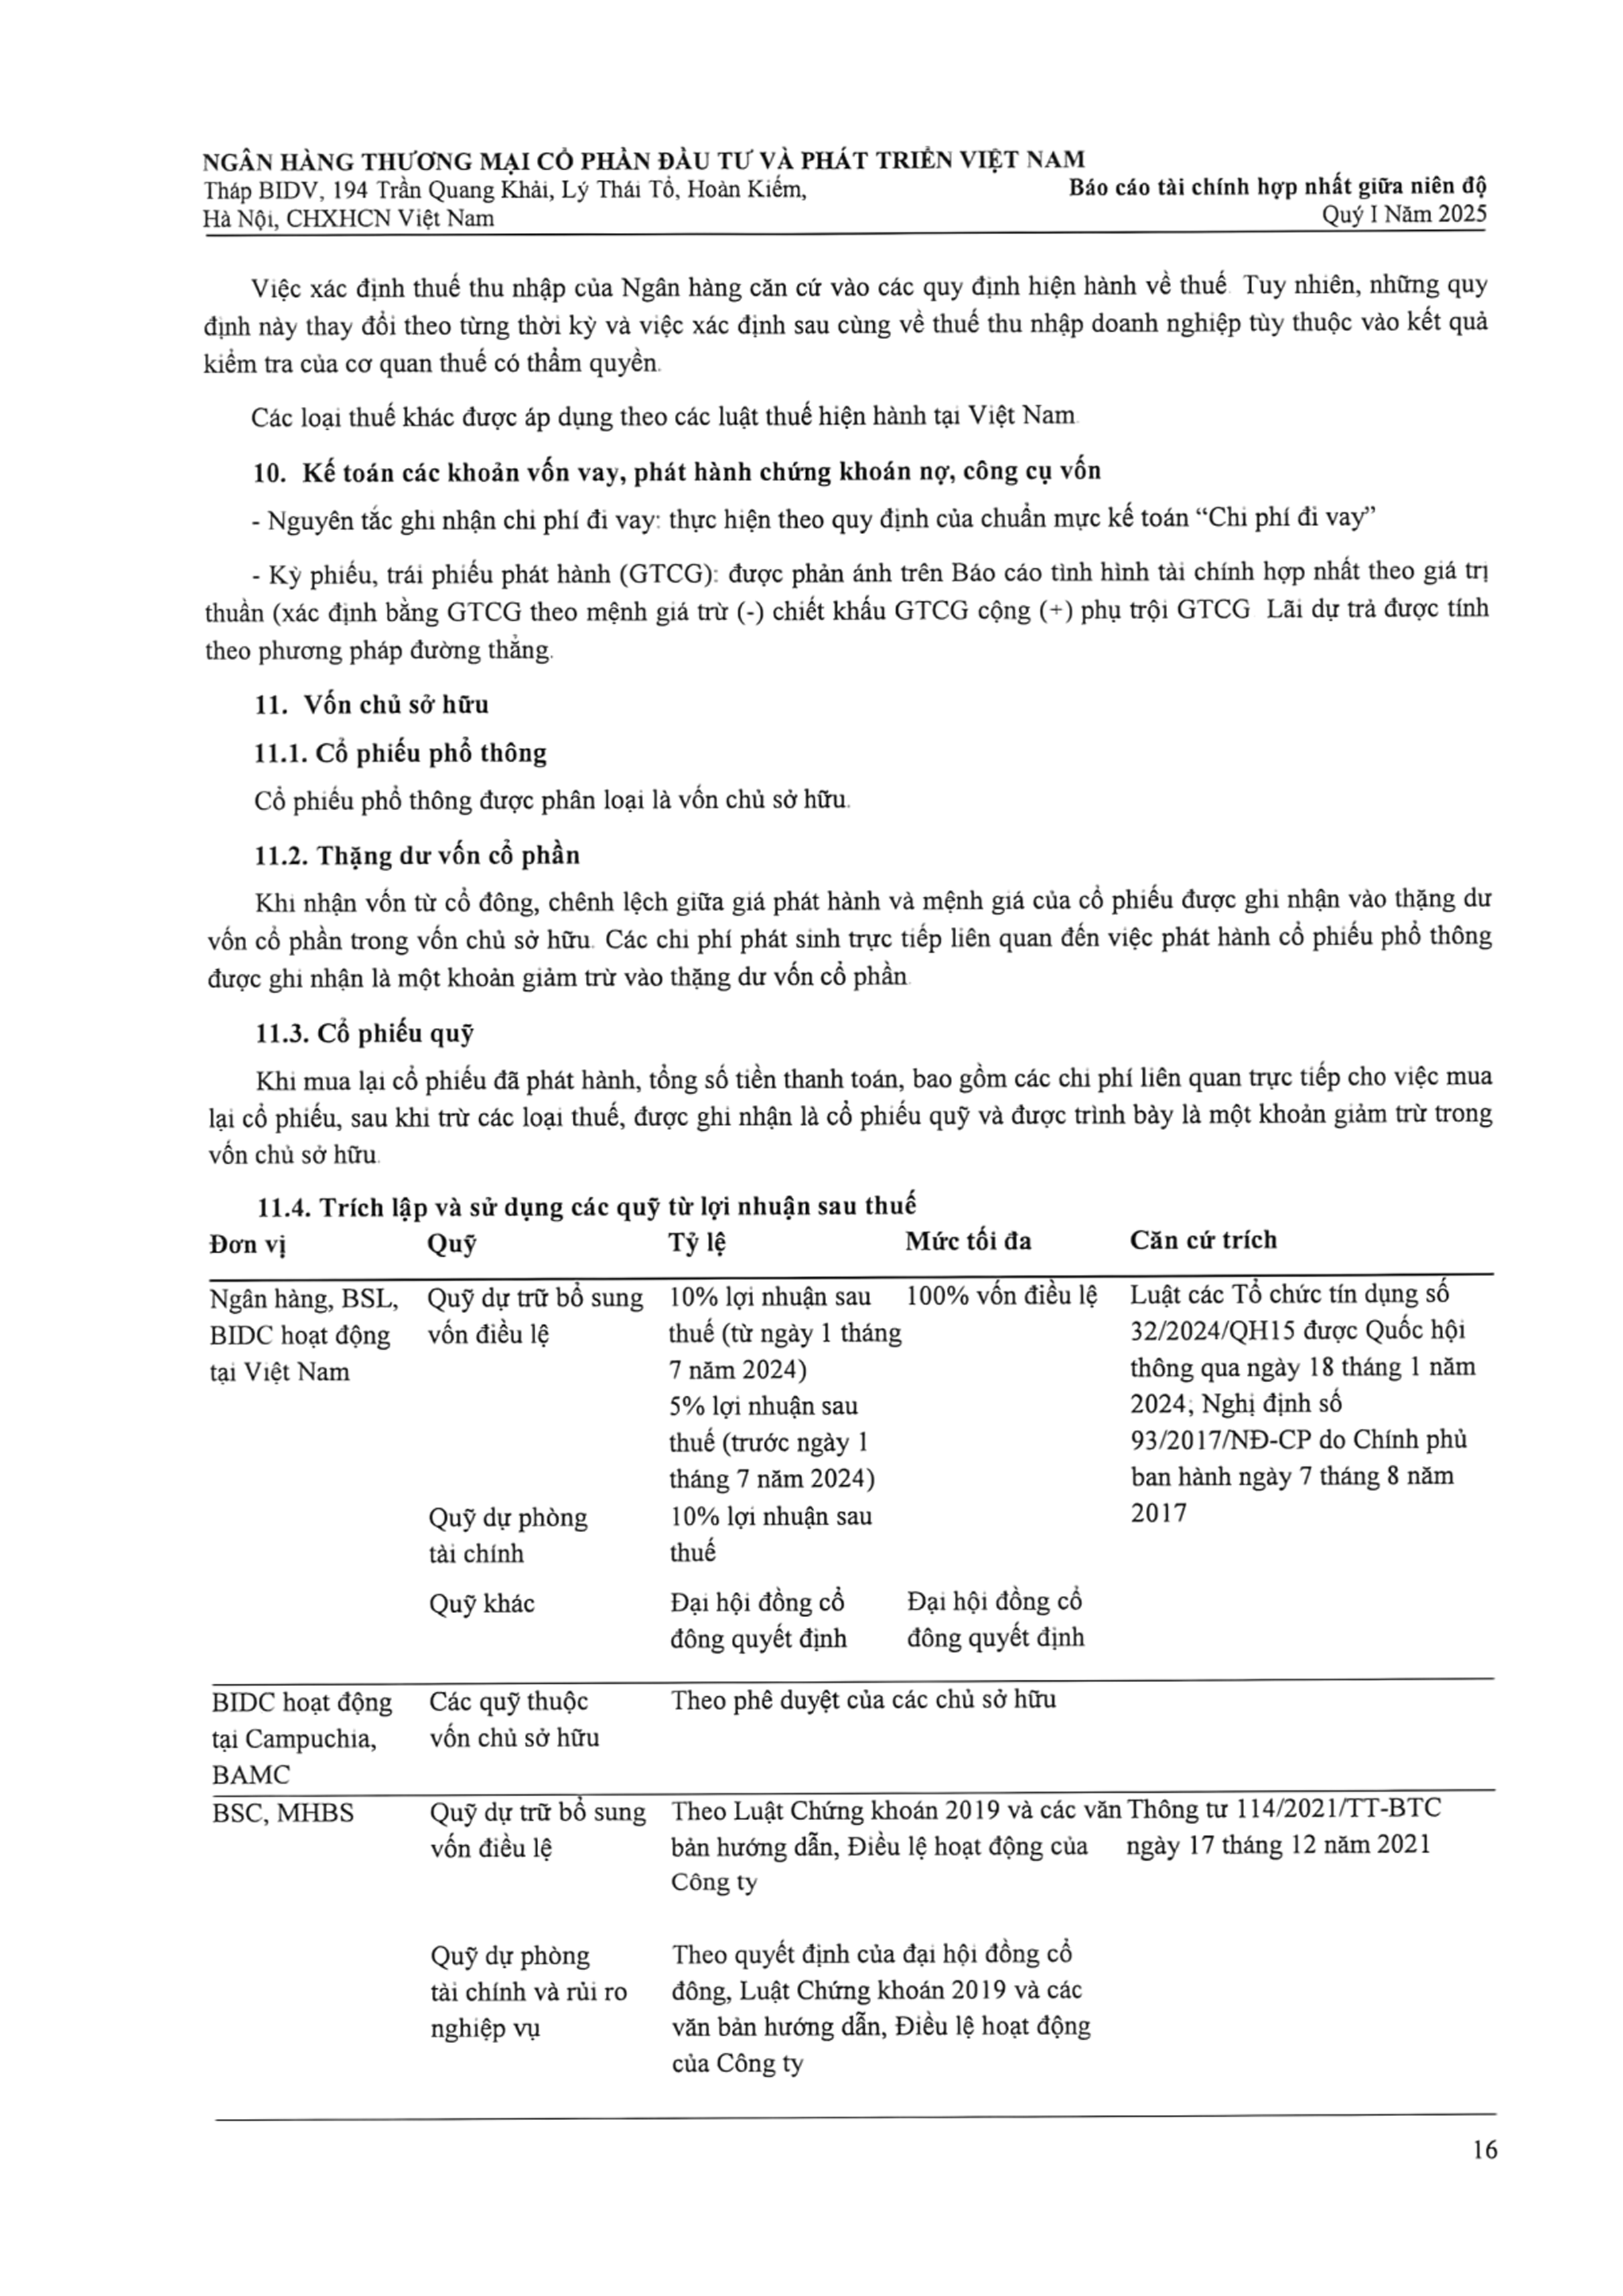 NGÂN HÀNG THƯƠNG MẠI CỔ PHẦN ĐẦU TƯ VÀ PHÁT TRIỂN VIỆT NAM
Tháp BIDV, 194 Trần Quang Khải, Lý Thái Tổ, Hoàn Kiếm,
Báo cáo tài chính hợp nhất giữa niên độ
Hà Nội, CHXHCN Việt Nam
Quý I Năm 2025
Việc xác định thuế thu nhập của Ngân hàng căn cứ vào các quy định hiện hành về thuế. Tuy nhiên, những quy
định này thay đổi theo từng thời kỳ và việc xác định sau cùng về thuế thu nhập doanh nghiệp tùy thuộc vào kết quả
kiểm tra của cơ quan thuế có thẩm quyền.
Các loại thuế khác được áp dụng theo các luật thuế hiện hành tại Việt Nam.
10. Kế toán các khoản vốn vay, phát hành chứng khoán nợ, công cụ vốn
- Nguyên tắc ghi nhận chi phí đi vay: thực hiện theo quy định của chuẩn mực kế toán “Chi phí đi vay”
- Kỳ phiếu, trái phiếu phát hành (GTCG): được phản ánh trên Báo cáo tình hình tài chính hợp nhất theo giá trị
thuần (xác định bằng GTCG theo mệnh giá trừ (-) chiết khấu GTCG cộng (+) phụ trội GTCG. Lãi dự trả được tính
theo phương pháp đường thẳng.
11. Vốn chủ sở hữu
11.1. Cổ phiếu phổ thông
Cổ phiếu phổ thông được phân loại là vốn chủ sở hữu.
11.2. Thặng dư vốn cổ phần
Khi nhận vốn từ cổ đông, chênh lệch giữa giá phát hành và mệnh giá của cổ phiếu được ghi nhận vào thặng dư
vốn cổ phần trong vốn chủ sở hữu. Các chi phí phát sinh trực tiếp liên quan đến việc phát hành cổ phiếu phổ thông
được ghi nhận là một khoản giảm trừ vào thặng dư vốn cổ phần.
11.3. Cổ phiếu quỹ
Khi mua lại cổ phiếu đã phát hành, tổng số tiền thanh toán, bao gồm các chi phí liên quan trực tiếp cho việc mua
lại cổ phiếu, sau khi trừ các loại thuế, được ghi nhận là cổ phiếu quỹ và được trình bày là một khoản giảm trừ trong
vốn chủ sở hữu.
11.4. Trích lập và sử dụng các quỹ từ lợi nhuận sau thuế
Đơn vị Quỹ Tỷ lệ Mức tối đa Căn cứ trích
Ngân hàng, BSL, Quỹ dự trữ bổ sung 10% lợi nhuận sau 100% vốn điều lệ Luật các Tổ chức tín dụng số
BIDC hoạt động vốn điều lệ thuế (từ ngày 1 tháng 32/2024/QH15 được Quốc hội
tại Việt Nam 7 năm 2024) thông qua ngày 18 tháng 1 năm
5% lợi nhuận sau 2024; Nghị định số
thuế (trước ngày 1 93/2017/NĐ-CP do Chính phủ
tháng 7 năm 2024) ban hành ngày 7 tháng 8 năm
Quỹ dự phòng 10% lợi nhuận sau 2017
tài chính thuế
Quỹ khác Đại hội đồng cổ Đại hội đồng cổ
đông quyết định đông quyết định
BIDC hoạt động Các quỹ thuộc Theo phê duyệt của các chủ sở hữu
tại Campuchia, vốn chủ sở hữu
BAMC
BSC, MHBS Quỹ dự trữ bổ sung Theo Luật Chứng khoán 2019 và các văn Thông tư 114/2021/TT-BTC
vốn điều lệ bản hướng dẫn, Điều lệ hoạt động của ngày 17 tháng 12 năm 2021
Công ty
Quỹ dự phòng Theo quyết định của đại hội đồng cổ
tài chính và rủi ro đông, Luật Chứng khoán 2019 và các
nghiệp vụ văn bản hướng dẫn, Điều lệ hoạt động
của Công ty
16